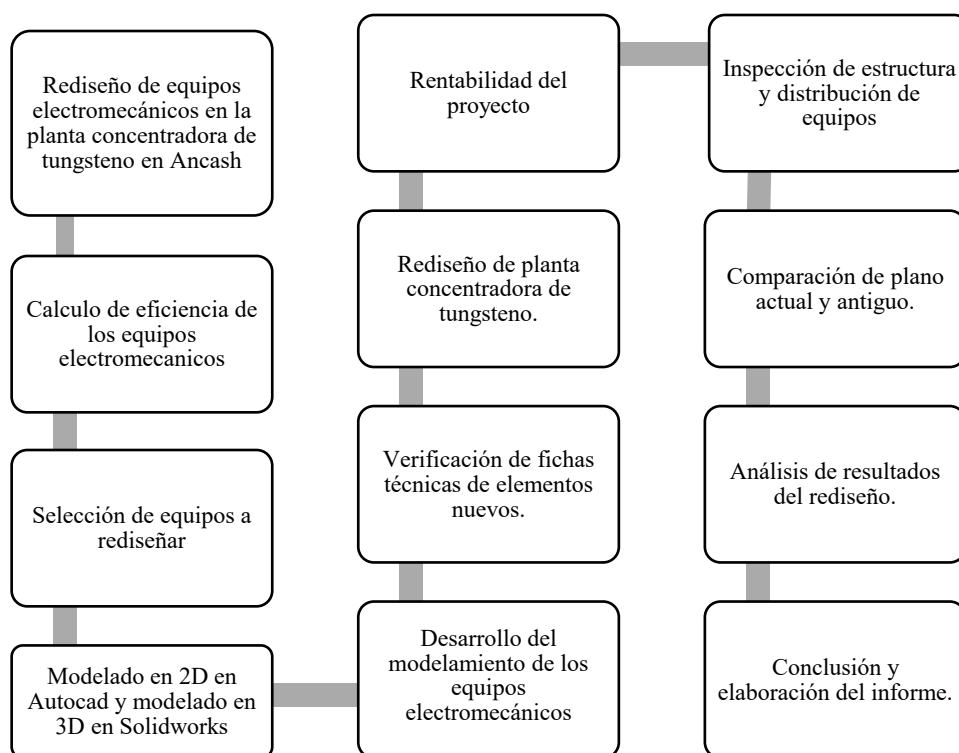 Rediseño de equipos
electromecánicos en la
planta concentradora de
tungsteno en Ancash
Calculo de eficiencia de
los equipos
electromecanicos
Selección de equipos a
rediseñar
Modelado en 2D en
Autocad y modelado en
3D en Solidworks
Desarrollo del
modelamiento de los
equipos
electromecánicos
Verificación de fichas
técnicas de elementos
nuevos.
Rediseño de planta
concentradora de
tungsteno.
Rentabilidad del
proyecto
Inspección de estructura
y distribución de
equipos
Comparación de plano
actual y antiguo.
Análisis de resultados
del rediseño.
Conclusión y
elaboración del informe.